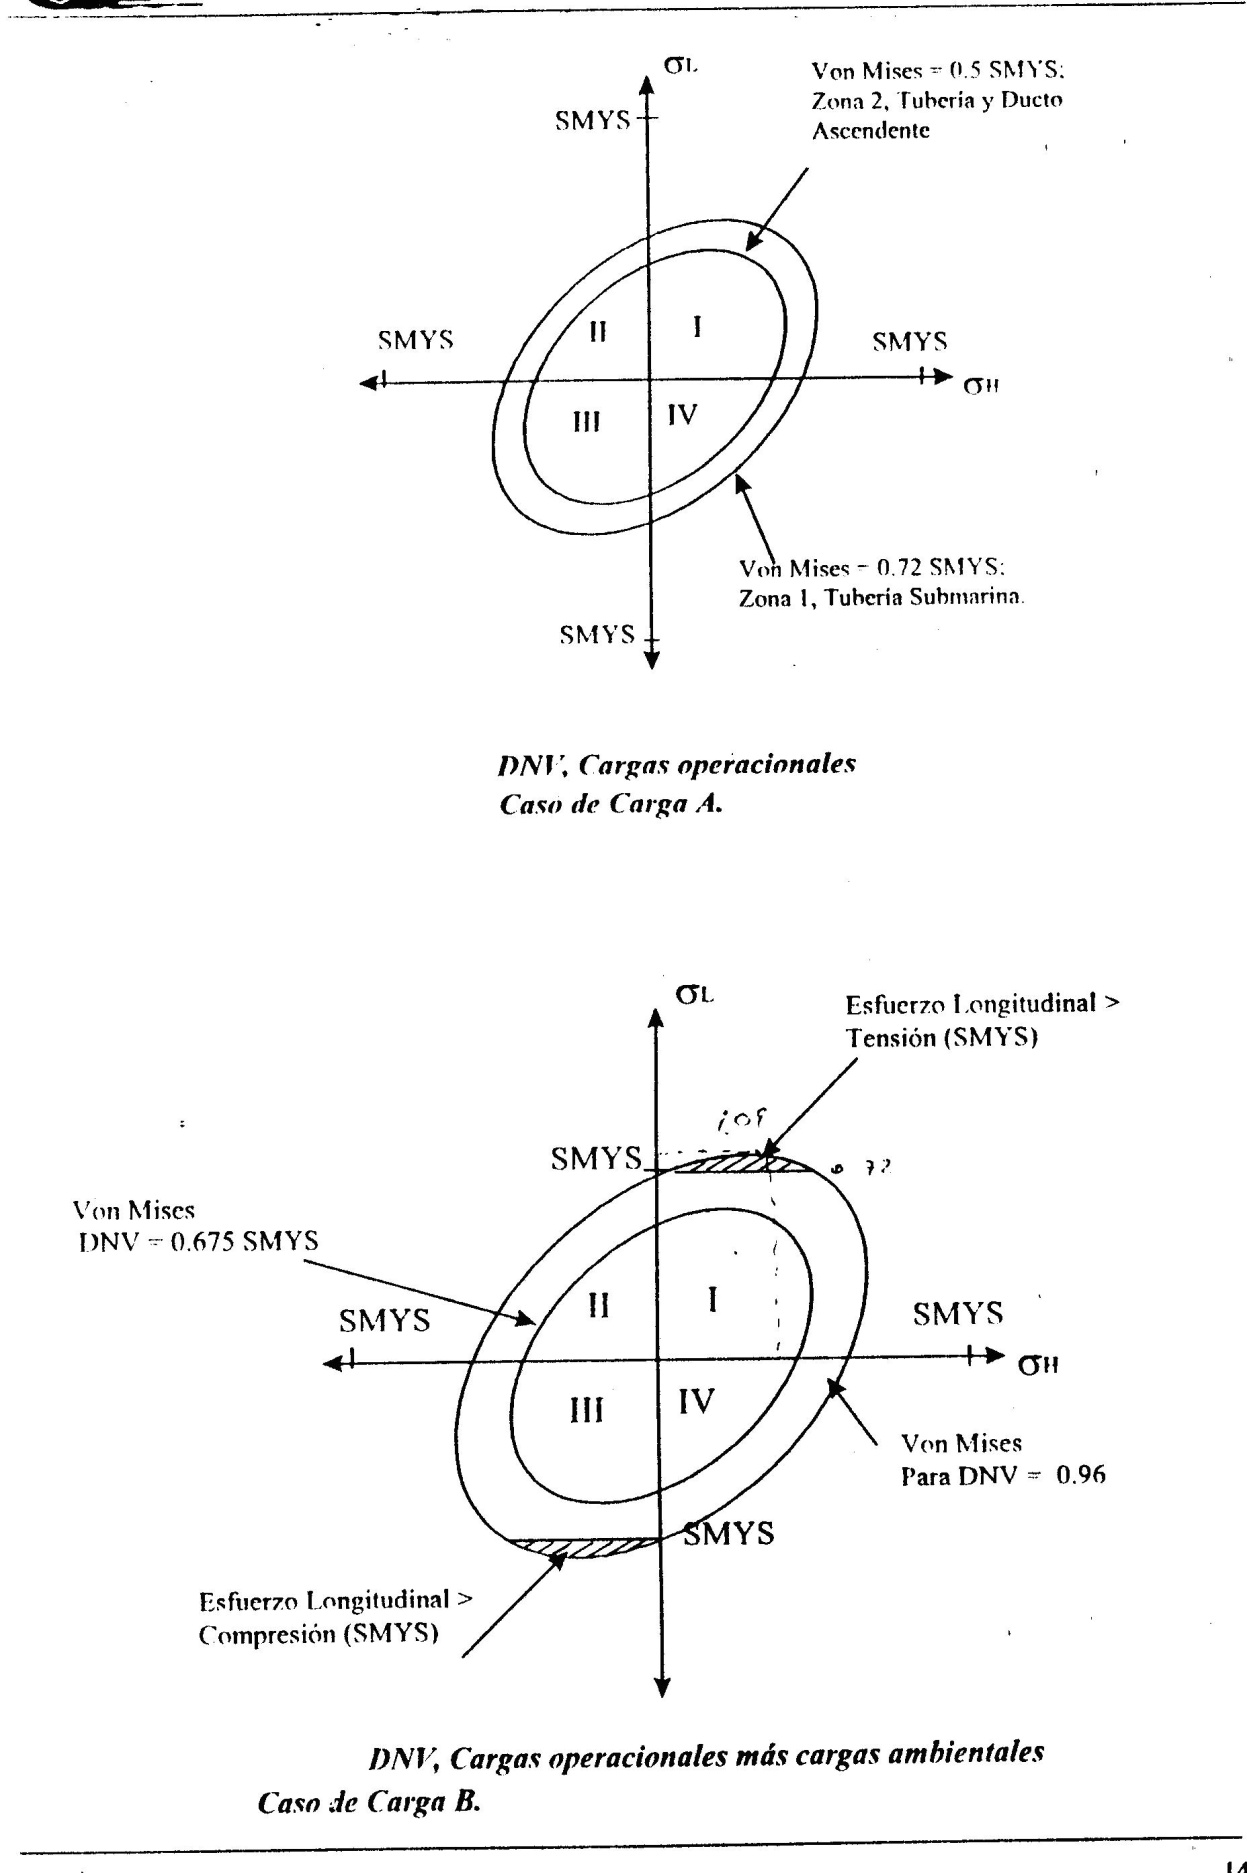 σL
Von Mises = 0.5 SMYS:
Zona 2, Tubería y Ducto
Ascendente
SMYS
II
I
SMYS
SMYS
σH
III
IV
Von Mises = 0.72 SMYS:
Zona 1, Tubería Submarina.
SMYS
DNV, Cargas operacionales
Caso de Carga A.
σL
Esfuerzo Longitudinal >
Tensión (SMYS)
SMYS
72
Von Mises
DNV = 0.675 SMYS
II
I
SMYS
SMYS
σH
III
IV
Von Mises
Para DNV = 0.96
SMYS
Esfuerzo Longitudinal >
Compresión (SMYS)
DNV, Cargas operacionales más cargas ambientales
Caso de Carga B.
14